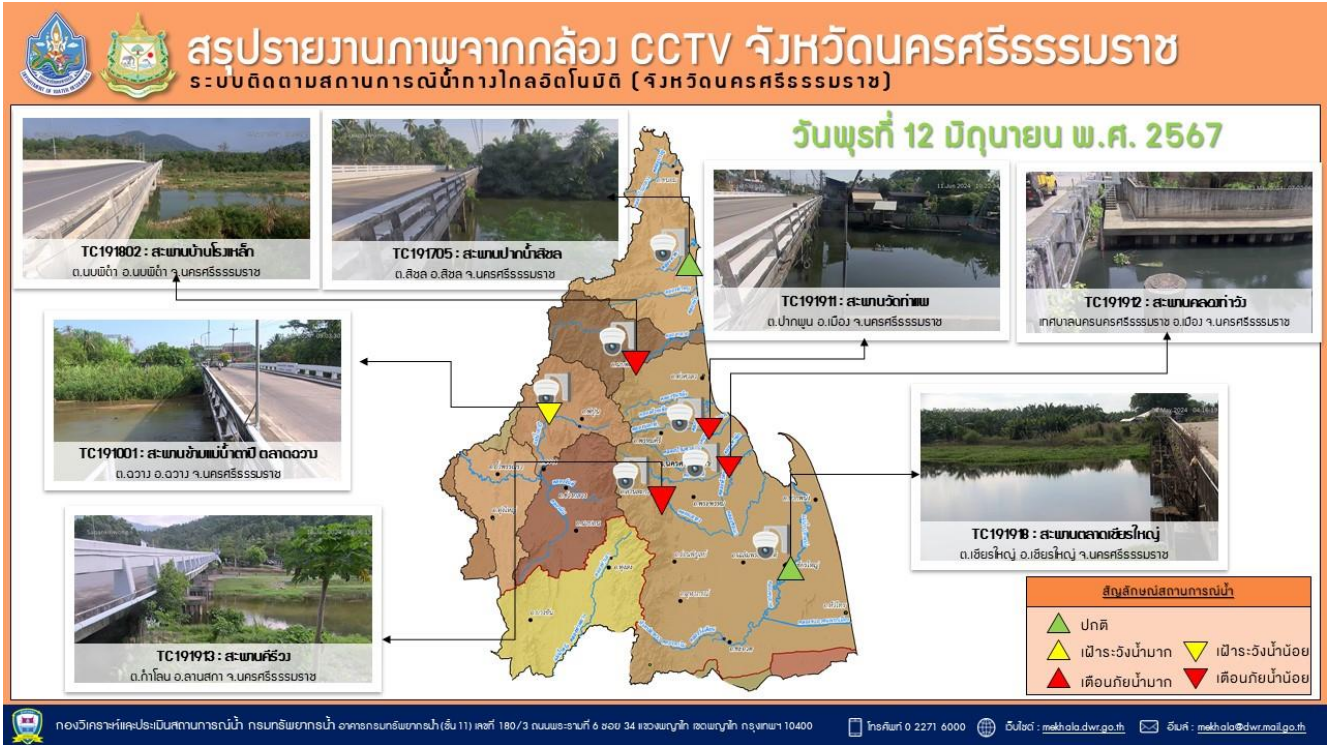 สรุปรายงานภาพจากกล้อง CCTV จังหวัดนครศรีธรรมราช
ระบบติดตามสถานการณ์น้ำทางไกลอัตโนมัติ (จังหวัดนครศรีธรรมราช)
วันพุธที่ 12 มิถุนายน พ.ศ. 2567
TC191802 : สะพานบ้านโรงเหล็ก
ต.นบพิตำ อ.นบพิตำ จ.นครศรีธรรมราช
TC191705 : สะพานปากน้ำสิชล
ต.สิชล อ.สิชล จ.นครศรีธรรมราช
TC191911 : สะพานวัดท่าแพ
ต.ปากพูน อ.เมือง จ.นครศรีธรรมราช
TC191912 : สะพานคลองท่าวัง
เทศบาลนครนครศรีธรรมราช อ.เมือง จ.นครศรีธรรมราช
TC191001 : สะพานข้ามแม่น้ำตาปี ตลาดฉวาง
ต.ฉวาง อ.ฉวาง จ.นครศรีธรรมราช
TC191918 : สะพานตลาดเชียรใหญ่
ต.เชียรใหญ่ อ.เชียรใหญ่ จ.นครศรีธรรมราช
TC191913 : สะพานคีรีวง
ต.กำโลน อ.ลานสกา จ.นครศรีธรรมราช
สัญลักษณ์สถานการณ์น้ำ
ปกติ
เฝ้าระวังน้ำมาก เฝ้าระวังน้ำน้อย
เตือนภัยน้ำมาก เตือนภัยน้ำน้อย
กองวิเคราะห์และประเมินสถานการณ์น้ำ กรมทรัพยากรน้ำ อาคารกรมทรัพยากรน้ำ (ชั้น 11) เลขที่ 180/3 ถนนพระรามที่ 6 ซอย 34 แขวงพญาไท เขตพญาไท กรุงเทพฯ 10400 โทรศัพท์ 0 2271 6000 เว็บไซต์ : mekhala.dwr.go.th อีเมล์ : mekhala@dwr.mail.go.th